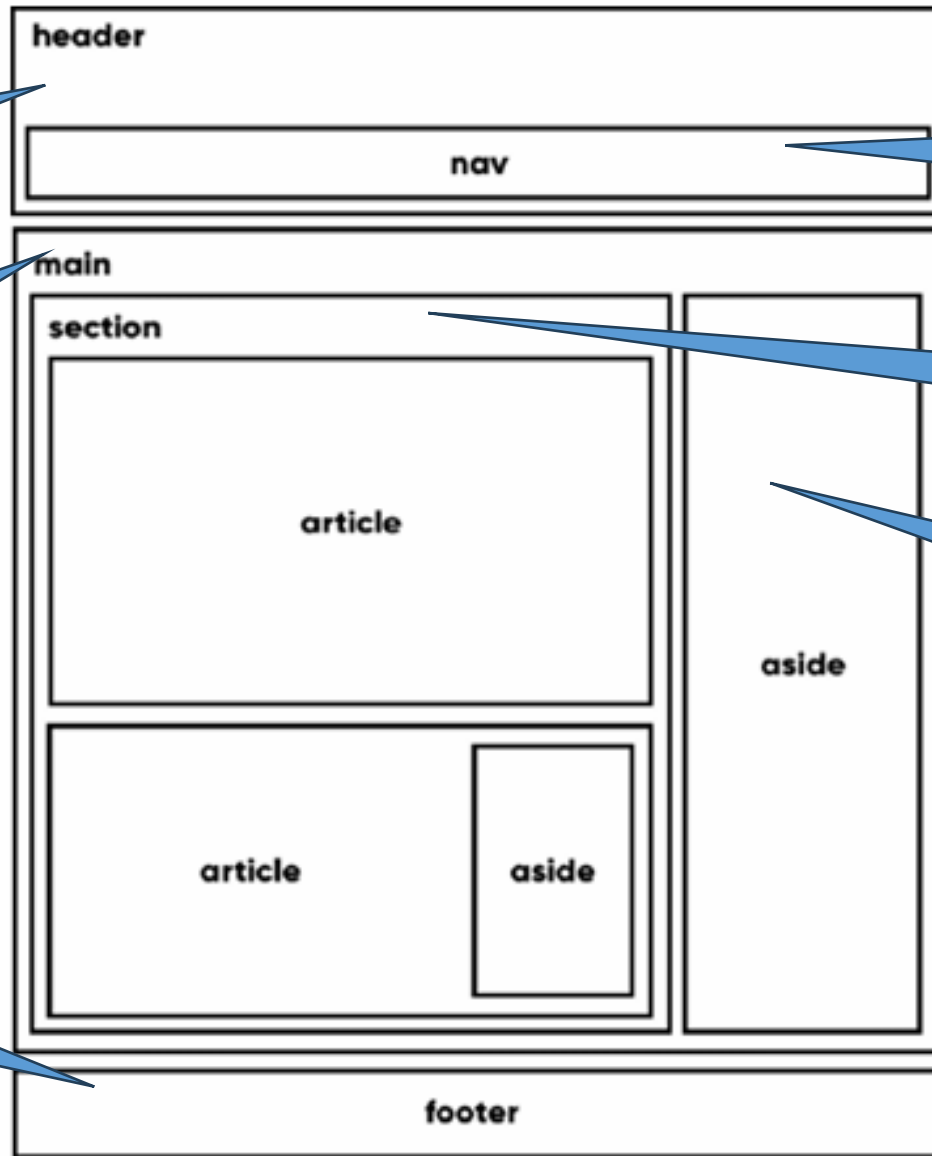 header
nav
main
section
article
aside
article
aside
footer